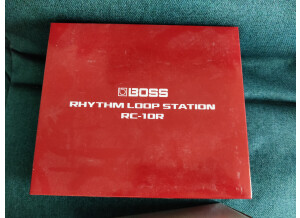 BOSS
RHYTHM LOOP STATION
RC-10R